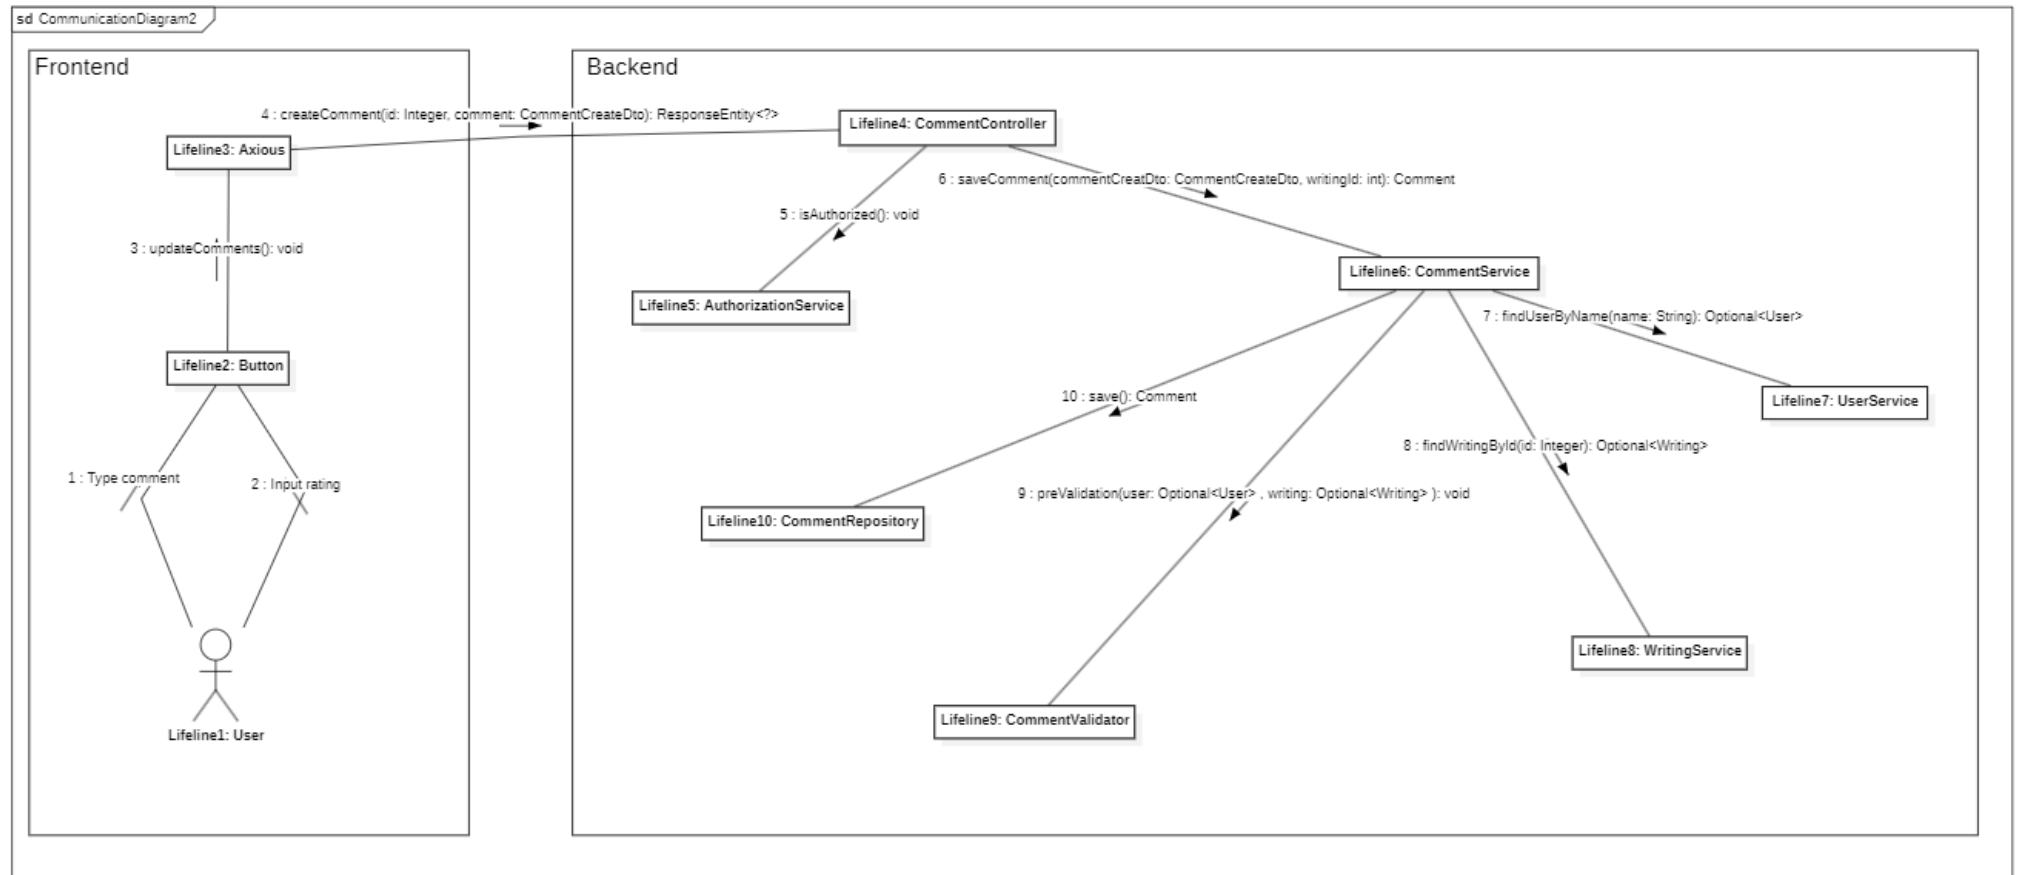 sd CommunicationDiagram2
Frontend
Backend
4 : createComment(id: Integer, comment: CommentCreateDto): ResponseEntity<?>
Lifeline4: CommentController
Lifeline3: Axious
6 : saveComment(commentCreatDto: CommentCreateDto, writingId: int): Comment
5 : isAuthorized(): void
3 : updateComments(): void
Lifeline6: CommentService
Lifeline5: AuthorizationService
7 : findUserByName(name: String): Optional<User>
Lifeline2: Button
10 : save(): Comment
Lifeline7: UserService
8 : findWritingById(id: Integer): Optional<Writing>
1 : Type comment
2 : Input rating
9 : preValidation(user: Optional<User> , writing: Optional<Writing> ): void
Lifeline10: CommentRepository
Lifeline8: WritingService
Lifeline9: CommentValidator
Lifeline1: User